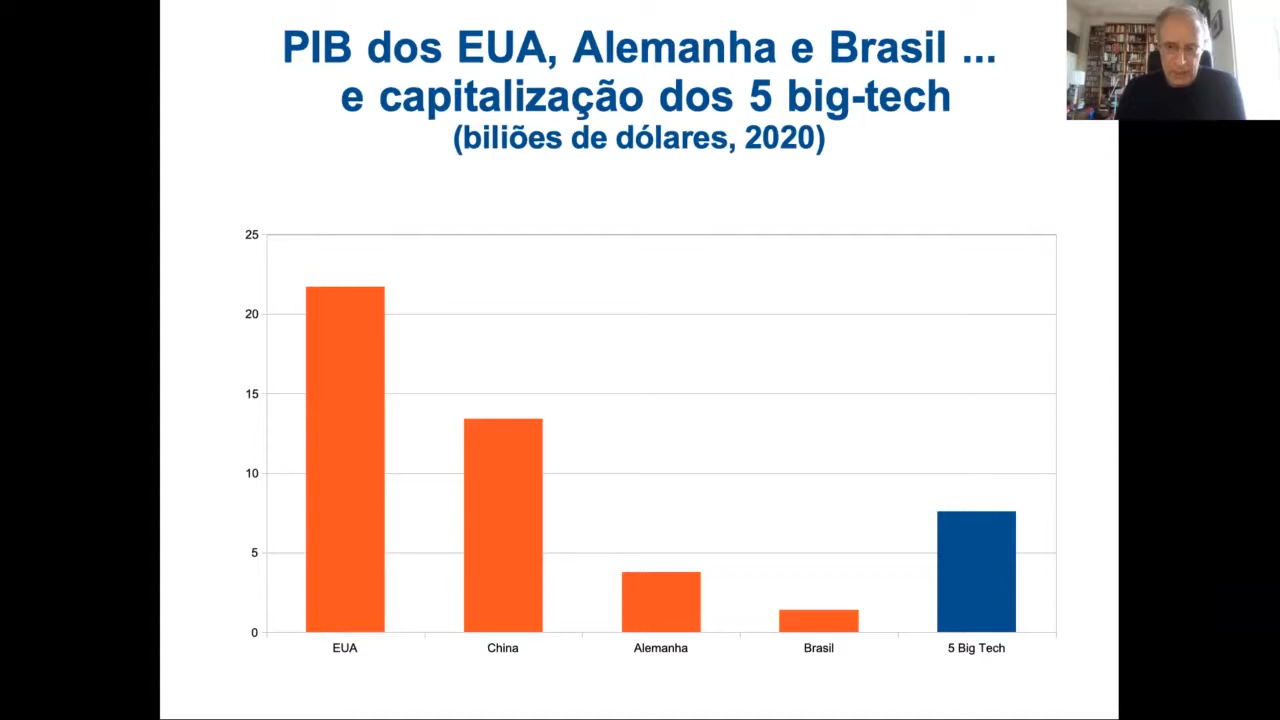 PIB dos EUA, Alemanha e Brasil ...
e capitalização dos 5 big-tech
(biliões de dólares, 2020)
25
20
15
10
5
0
EUA
China
Alemanha
Brasil
5 Big Tech